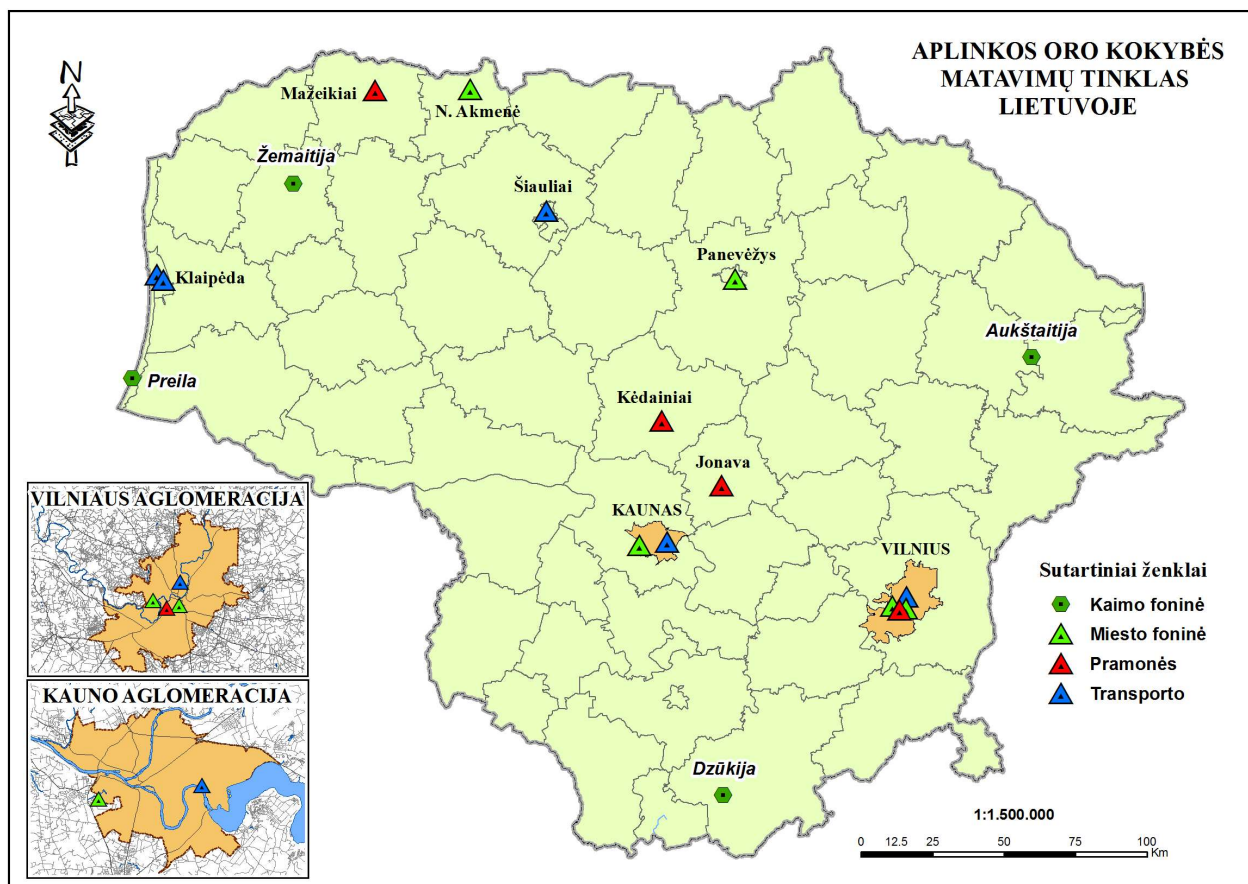 APLINKOS ORO KOKYBĖS
MATAVIMŲ TINKLAS
LIETUVOJE
N
Mažeikiai
N. Akmenė
Žemaitija
Šiauliai
Klaipėda
Panevėžys
Aukštaitija
Preila
Kėdainiai
Jonava
KAUNAS
VILNIUS
Dzūkija
VILNIAUS AGLOMERACIJA
KAUNO AGLOMERACIJA
Sutartiniai ženklai
Kaimo foninė
Miesto foninė
Pramonės
Transporto
1:1.500.000
0 12.5 25 50 75 100
Km